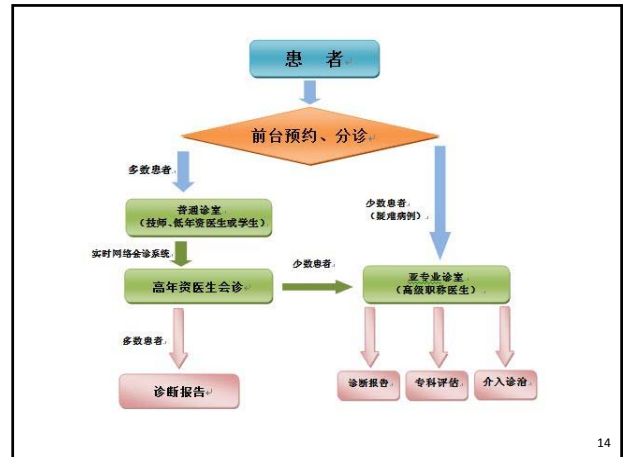 患 者
前台预约、分诊
多数患者
少数患者
（疑难病例）
普通诊室
（技师、低年资医生或学生）
实时网络会诊系统
高年资医生会诊
少数患者
亚专业诊室
（高级职称医生）
多数患者
诊断报告
诊断报告
专科评估
介入诊治
14